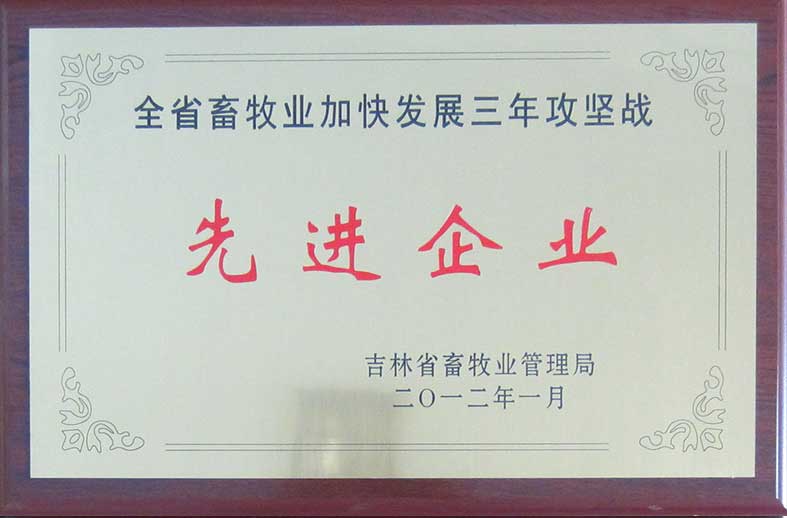 全省畜牧业加快发展三年攻坚战
先进企业
吉林省畜牧业管理局
二〇一二年一月